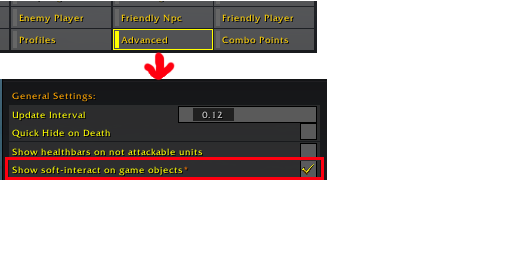 Enemy Player
Friendly Npc
Friendly Player
Profiles
Advanced
Combo Points
General Settings:
Update Interval
0.12
Quick Hide on Death
Show healthbars on not attackable units
Show soft-interact on game objects*